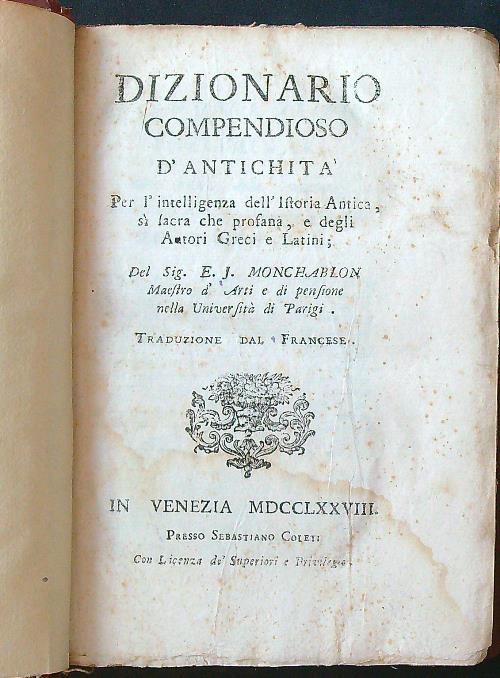 DIZIONARIO
COMPENDIOSO
D'ANTICHITA'
Per l'intelligenza dell'Iſtoria Antica,
sì ſacra che profana, e degli
Autori Greci e Latini;
Del Sig. E. J. MONCHABLON
Maeſtro d'Arti e di penſione
nella Univerſità di Parigi.
TRADUZIONE DAL FRANCESE.
IN VENEZIA MDCCLXXVIII.
PRESSO SEBASTIANO COLETI
Con Licenza de' Superiori e Privilegio.